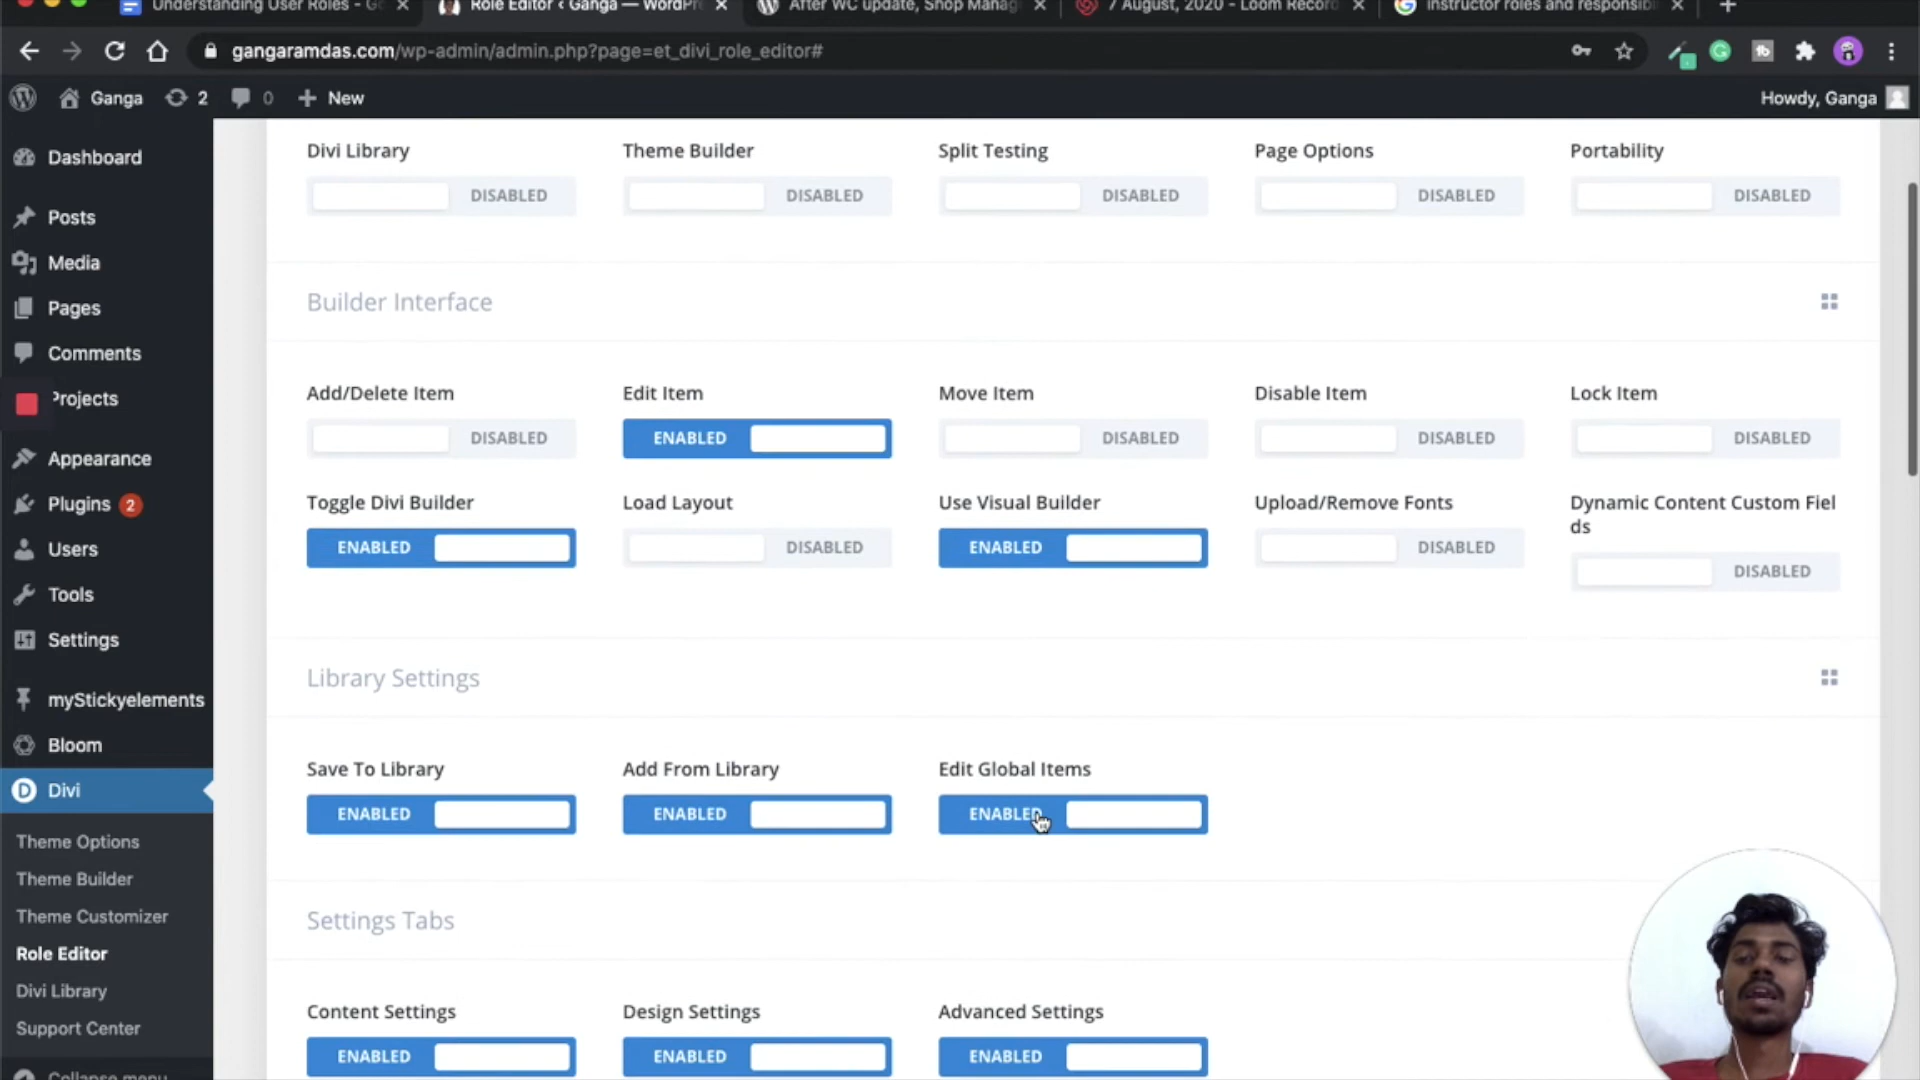 Understanding User Roles - G
Role Editor ‹ Ganga — WordPr
After WC update, Shop Manag
7 August, 2020 - Loom Record
instructor roles and responsib
gangaramdas.com/wp-admin/admin.php?page=et_divi_role_editor#
Ganga
2
0
New
Howdy, Ganga
Dashboard
Posts
Media
Pages
Comments
Projects
Appearance
Plugins 2
Users
Tools
Settings
myStickyelements
Bloom
Divi
Theme Options
Theme Builder
Theme Customizer
Role Editor
Divi Library
Support Center
Collapse menu
Divi Library
Theme Builder
Split Testing
Page Options
Portability
DISABLED
DISABLED
DISABLED
DISABLED
DISABLED
Builder Interface
Add/Delete Item
Edit Item
Move Item
Disable Item
Lock Item
DISABLED
ENABLED
DISABLED
DISABLED
DISABLED
Toggle Divi Builder
Load Layout
Use Visual Builder
Upload/Remove Fonts
Dynamic Content Custom Fiel
ds
ENABLED
DISABLED
ENABLED
DISABLED
DISABLED
Library Settings
Save To Library
Add From Library
Edit Global Items
ENABLED
ENABLED
ENABLED
Settings Tabs
Content Settings
Design Settings
Advanced Settings
ENABLED
ENABLED
ENABLED